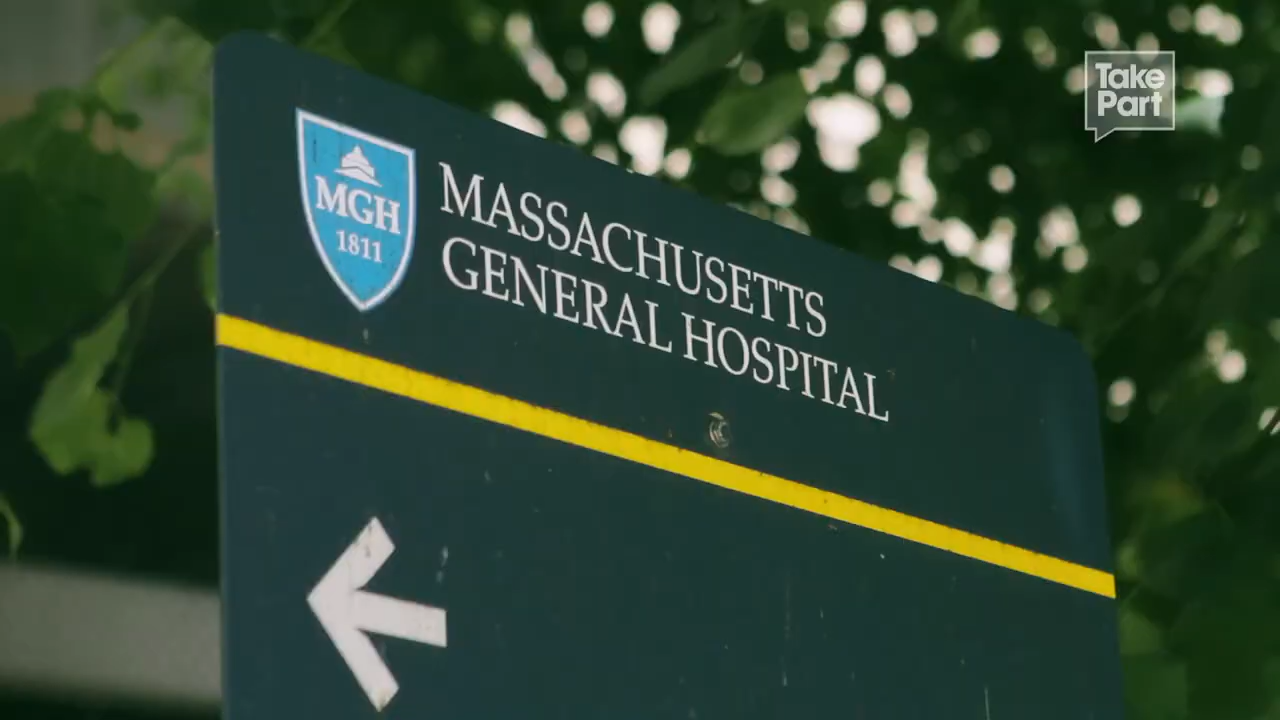 Take
Part
MGH
1811
MASSACHUSETTS
GENERAL HOSPITAL